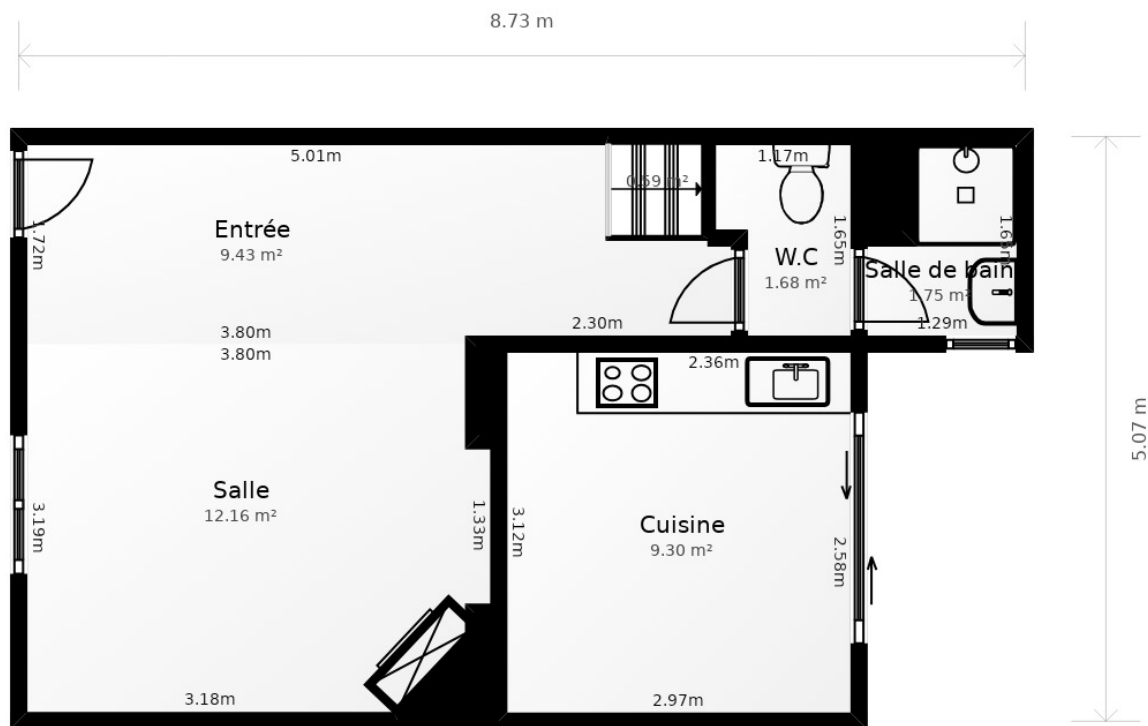 8.73 m
5.01m
1.17m
0.59 m²
1.72m
Entrée
9.43 m²
1.65m
W.C
1.68 m²
Salle de bain
1.75 m²
1.29m
3.80m
3.80m
2.30m
2.36m
5.07 m
Salle
12.16 m²
3.19m
1.33m
3.12m
Cuisine
9.30 m²
2.58m
3.18m
2.97m